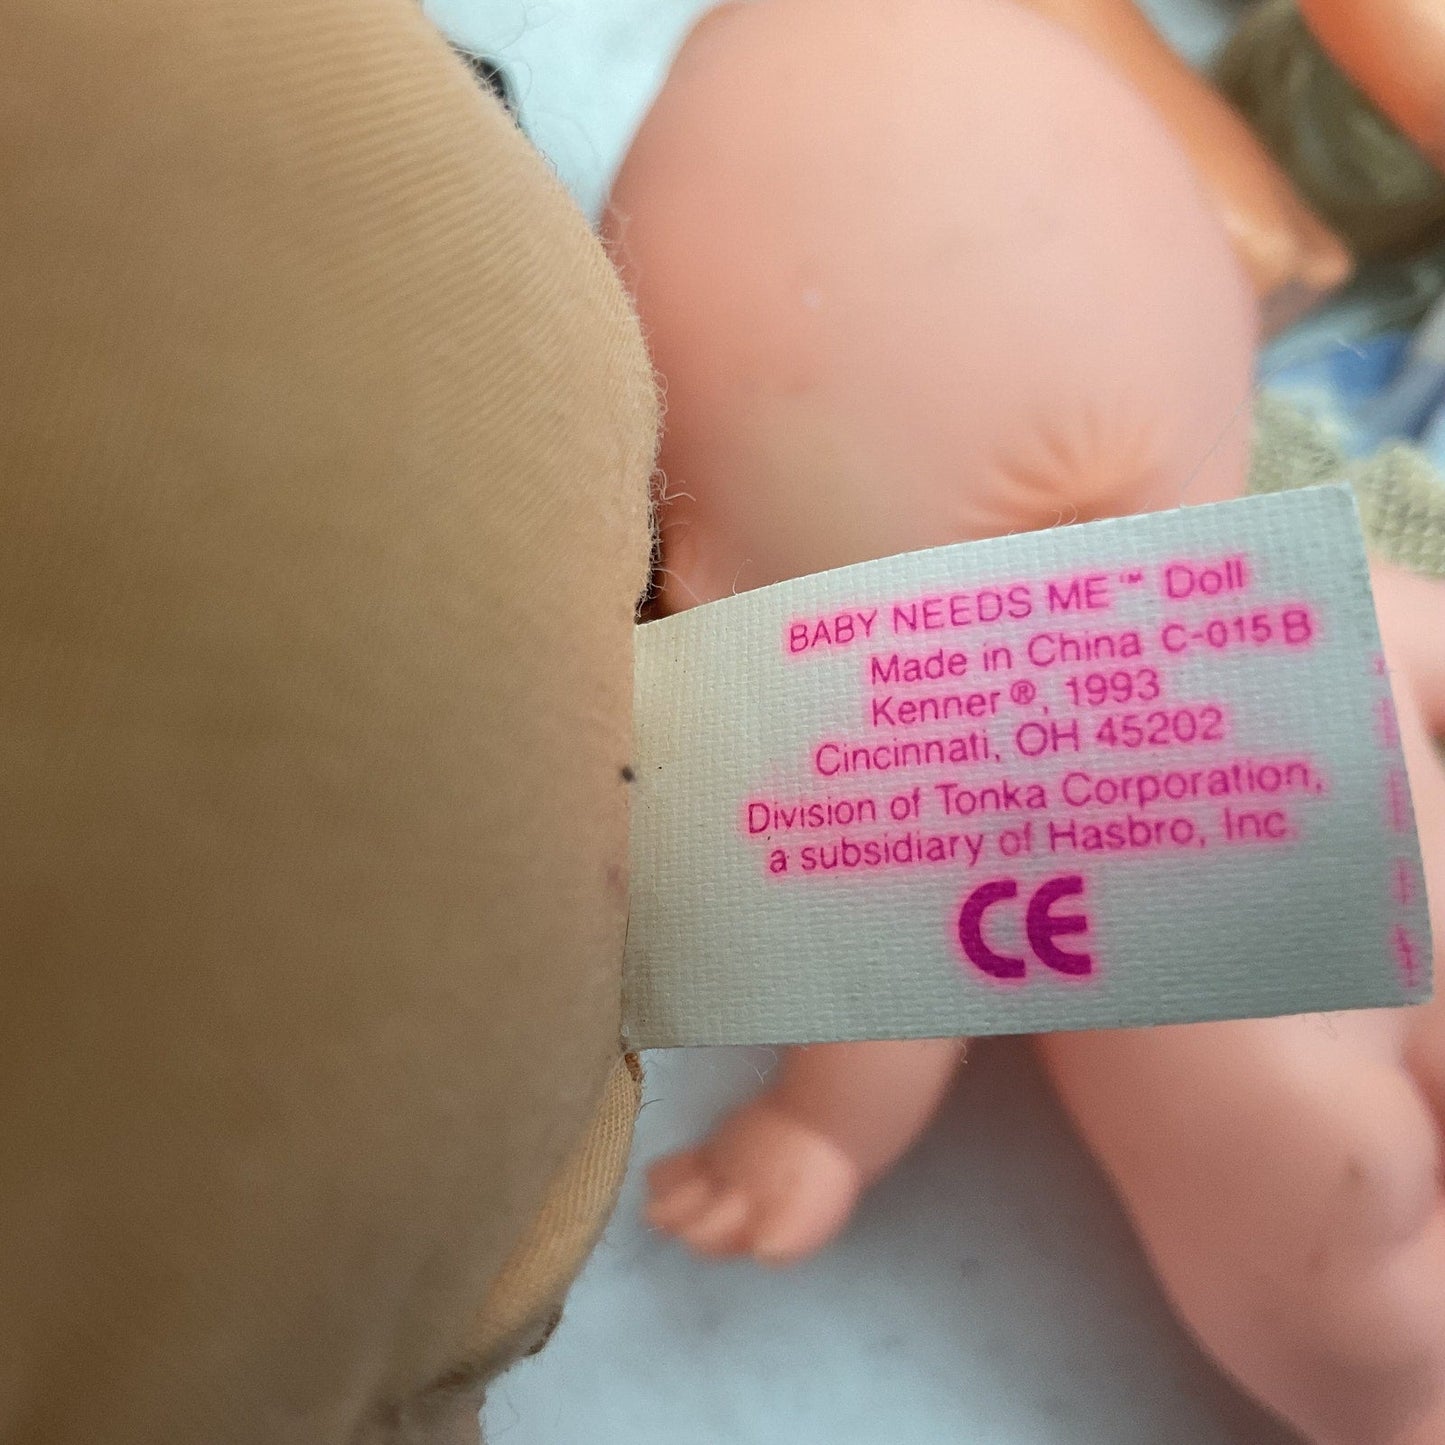 BABY NEEDS ME™ Doll
Made in China C-015 B
Kenner®, 1993
Cincinnati, OH 45202
Division of Tonka Corporation,
a subsidiary of Hasbro, Inc.
CE